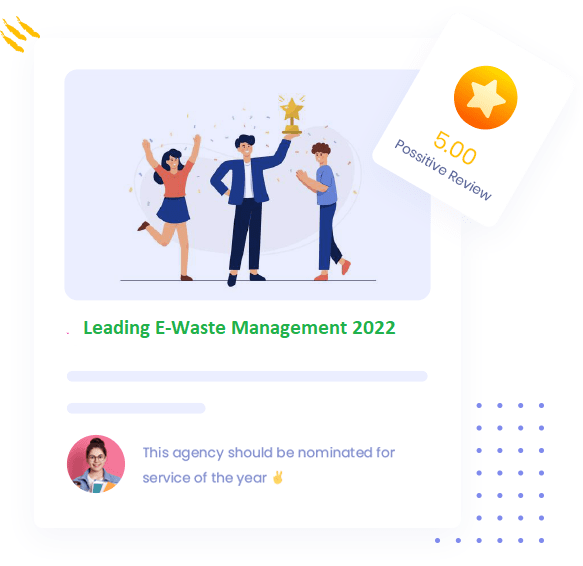 5.00
Possitive Review
. Leading E-Waste Management 2022
This agency should be nominated for
service of the year ✌